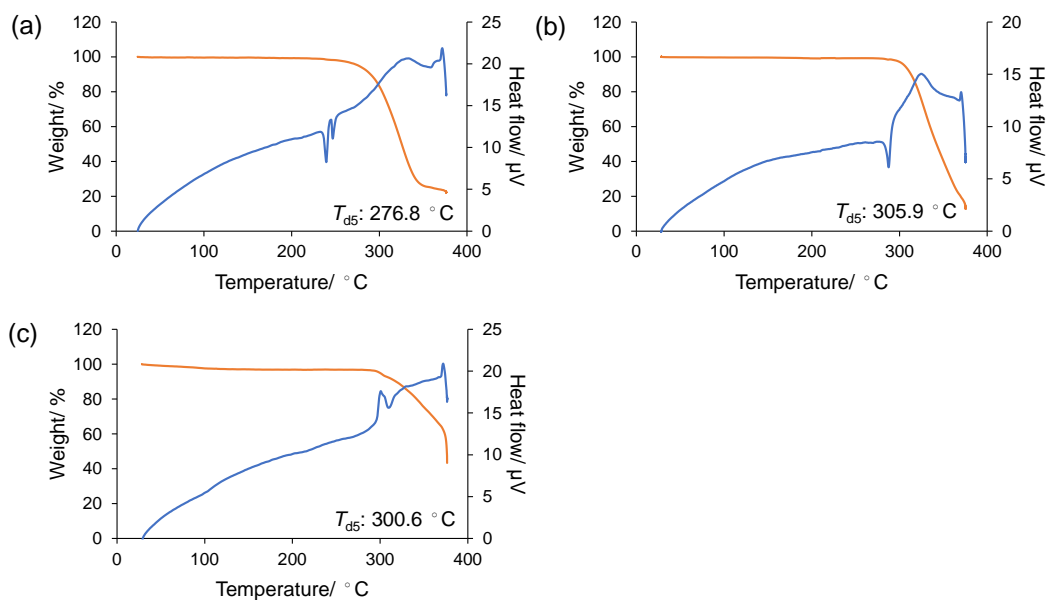 (a)
120
100
80
60
40
20
0
Weight/ %
25
20
15
10
5
0
Heat flow/ μV
Td5: 276.8 °C
0 100 200 300 400
Temperature/ °C
(b)
120
100
80
60
40
20
0
Weight/ %
20
15
10
5
0
Heat flow/ μV
Td5: 305.9 °C
0 100 200 300 400
Temperature/ °C
(c)
120
100
80
60
40
20
0
Weight/ %
25
20
15
10
5
0
Heat flow/ μV
Td5: 300.6 °C
0 100 200 300 400
Temperature/ °C